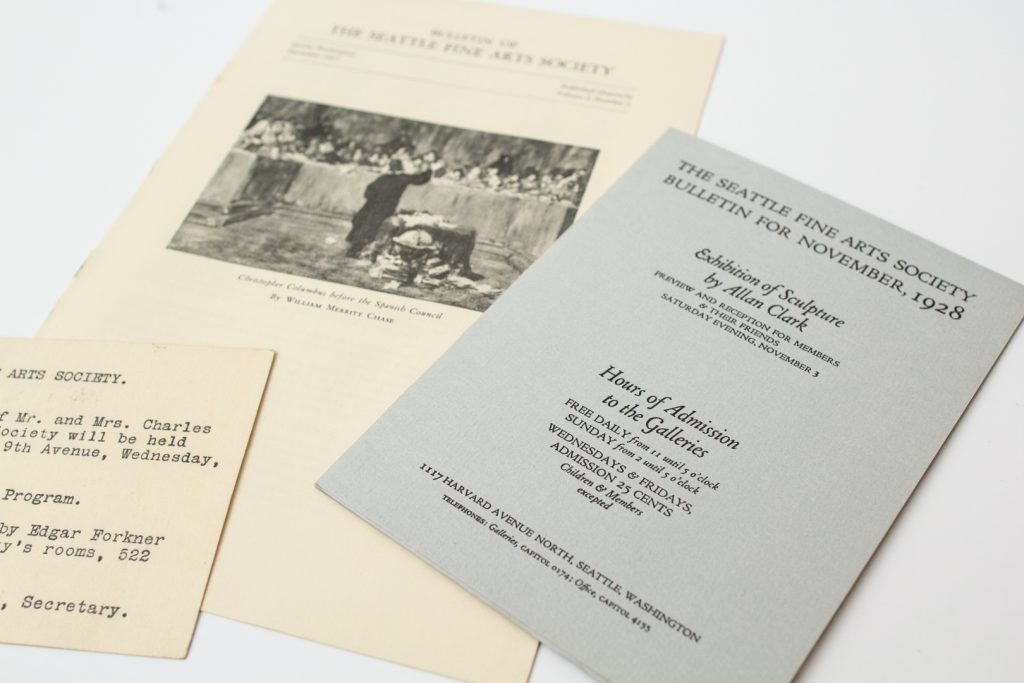 BULLETIN OF
THE SEATTLE FINE ARTS SOCIETY
Published Quarterly
Christopher Columbus before the Spanish Council
By WILLIAM MERRITT CHASE
THE SEATTLE FINE ARTS SOCIETY
BULLETIN FOR NOVEMBER, 1928
Exhibition of Sculpture
by Allan Clark
PREVIEW AND RECEPTION FOR MEMBERS
& THEIR FRIENDS
SATURDAY EVENING, NOVEMBER 3
Hours of Admission
to the Galleries
FREE DAILY from 11 until 5 o'clock
SUNDAY from 2 until 5 o'clock
WEDNESDAYS & FRIDAYS,
ADMISSION 25 CENTS
Children & Members
excepted
1117 HARVARD AVENUE NORTH, SEATTLE, WASHINGTON
TELEPHONES: Galleries, CAPITOL 0174; Office, CAPITOL 4155
ARTS SOCIETY.
f Mr. and Mrs. Charles
ociety will be held
9th Avenue, Wednesday,
Program.
by Edgar Forkner
y's rooms, 522
, Secretary.